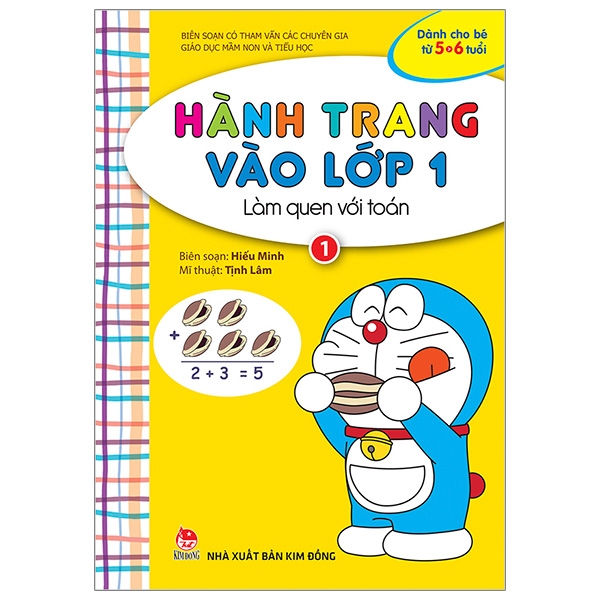 BIÊN SOẠN CÓ THAM VẤN CÁC CHUYÊN GIA
GIÁO DỤC MẦM NON VÀ TIỂU HỌC
Dành cho bé
từ 5-6 tuổi
HÀNH TRANG
VÀO LỚP 1
Làm quen với toán
1
Biên soạn: Hiếu Minh
Mĩ thuật: Tịnh Lâm
+
2 + 3 = 5
KIM ĐỒNG
NHÀ XUẤT BẢN KIM ĐỒNG